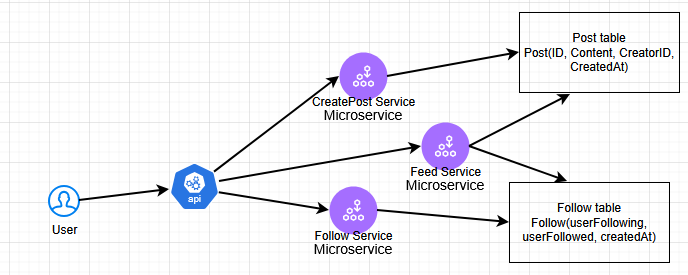 Post table
Post(ID, Content, CreatorID,
CreatedAt)
CreatePost Service
Microservice
Feed Service
Microservice
api
User
Follow Service
Microservice
Follow table
Follow(userFollowing,
userFollowed, createdAt)